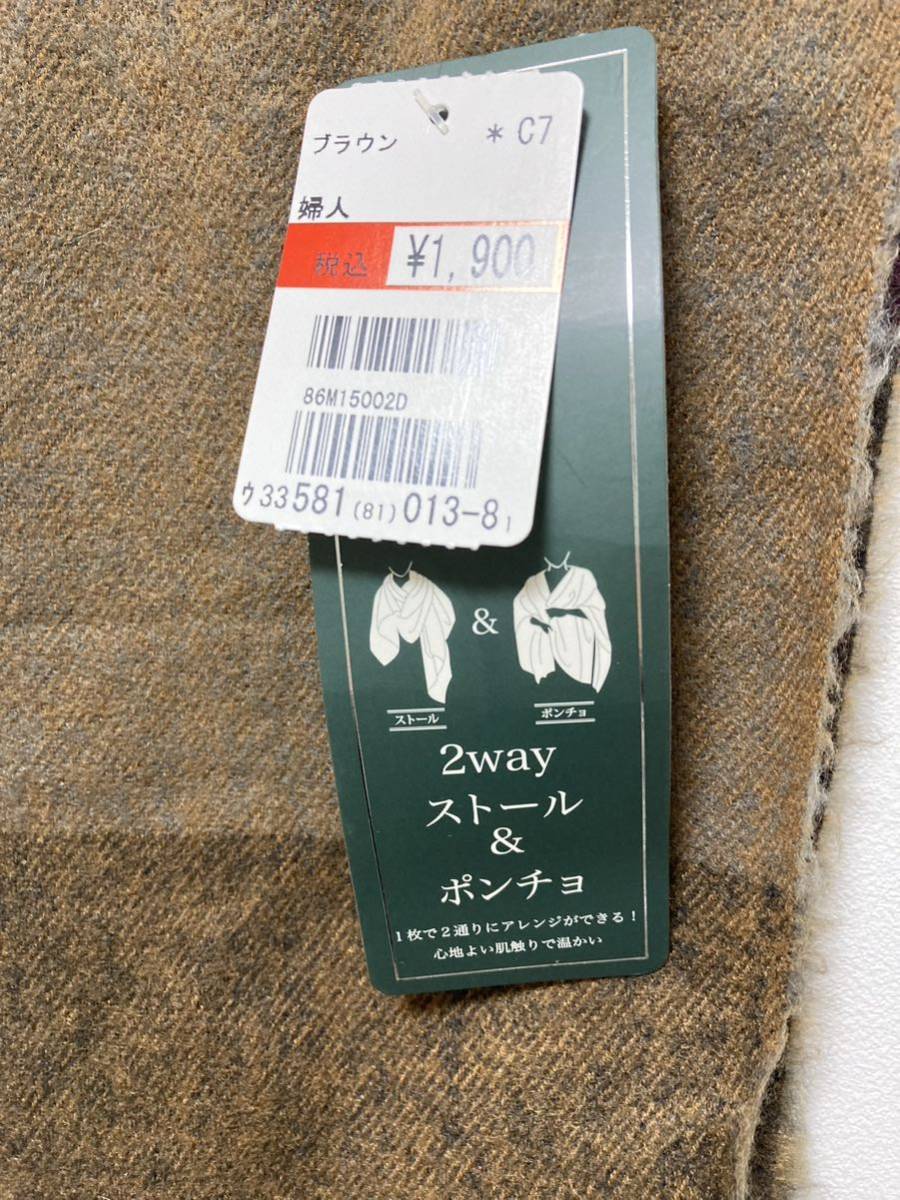 ブラウン * C7
婦人
税込 ¥1,900
86M15002D
ウ33581(81)013-81
&
ストール ポンチョ
2way
ストール
&
ポンチョ
1枚で2通りにアレンジができる!
心地よい肌触りで温かい